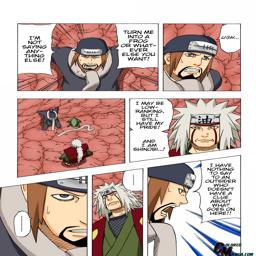 I'M
NOT
SAYING
ANY-
THING
ELSE!
TURN ME
INTO A
FROG
OR WHAT-
EVER
ELSE YOU
WANT!
UGH...
I MAY BE
LOW-
RANKING,
BUT I
STILL
HAVE MY
PRIDE!
AND
I AM
SHINOBI...
I HAVE
NOTHING
TO SAY
TO AN
OUTSIDER
WHO
DOESN'T
HAVE A
CLUE
ABOUT
WHAT
GOES ON
HERE!!